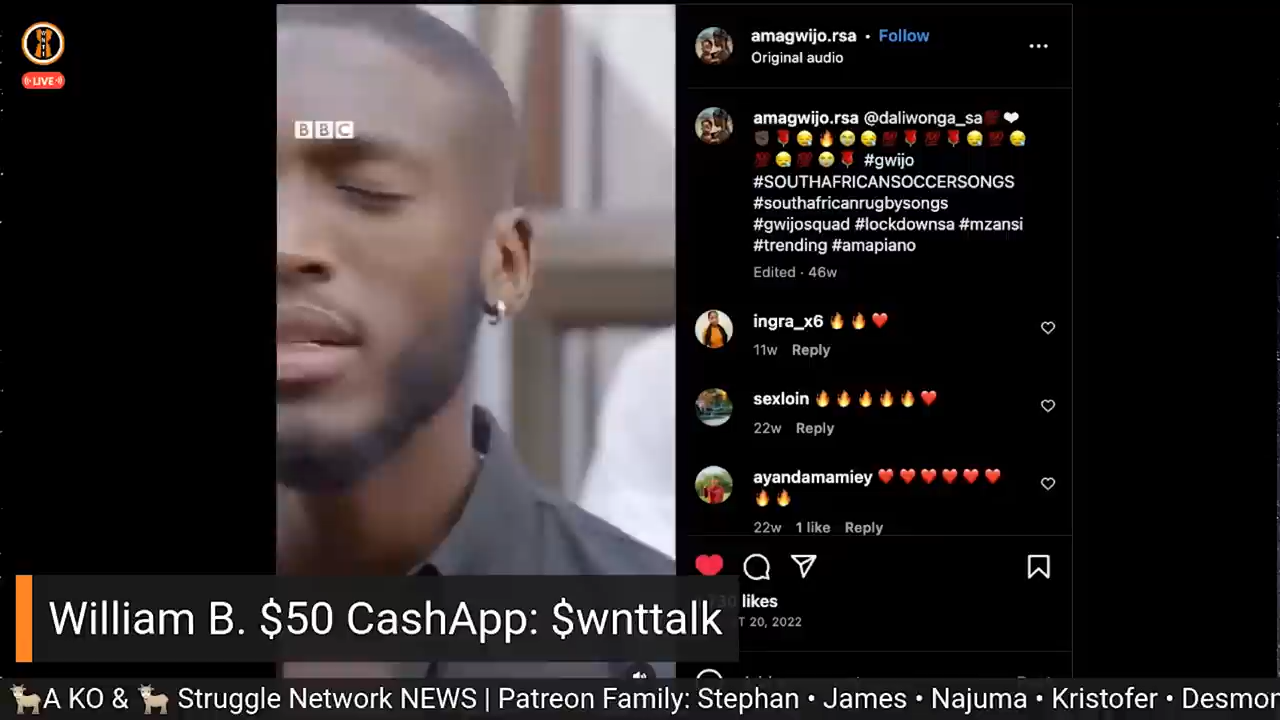 LIVE
BBC
amagwijo.rsa • Follow
Original audio
amagwijo.rsa @daliwonga_sa💯❤
✊🏿🌹😪🔥😭😪💯🌹💯🌹😪💯😪
💯😪💯😭🌹 #gwijo
#SOUTHAFRICANSOCCERSONGS
#southafricanrugbysongs
#gwijosquad #lockdownsa #mzansi
#trending #amapiano
Edited · 46w
ingra_x6 🔥🔥❤️
11w Reply
sexloin 🔥🔥🔥🔥🔥❤️
22w Reply
ayandamamiey ❤️❤️❤️❤️❤️❤️
🔥🔥
22w 1 like Reply
likes
T 20, 2022
William B. $50 CashApp: $wnttalk
🐐A KO & 🐐 Struggle Network NEWS | Patreon Family: Stephan • James • Najuma • Kristofer • Desmon